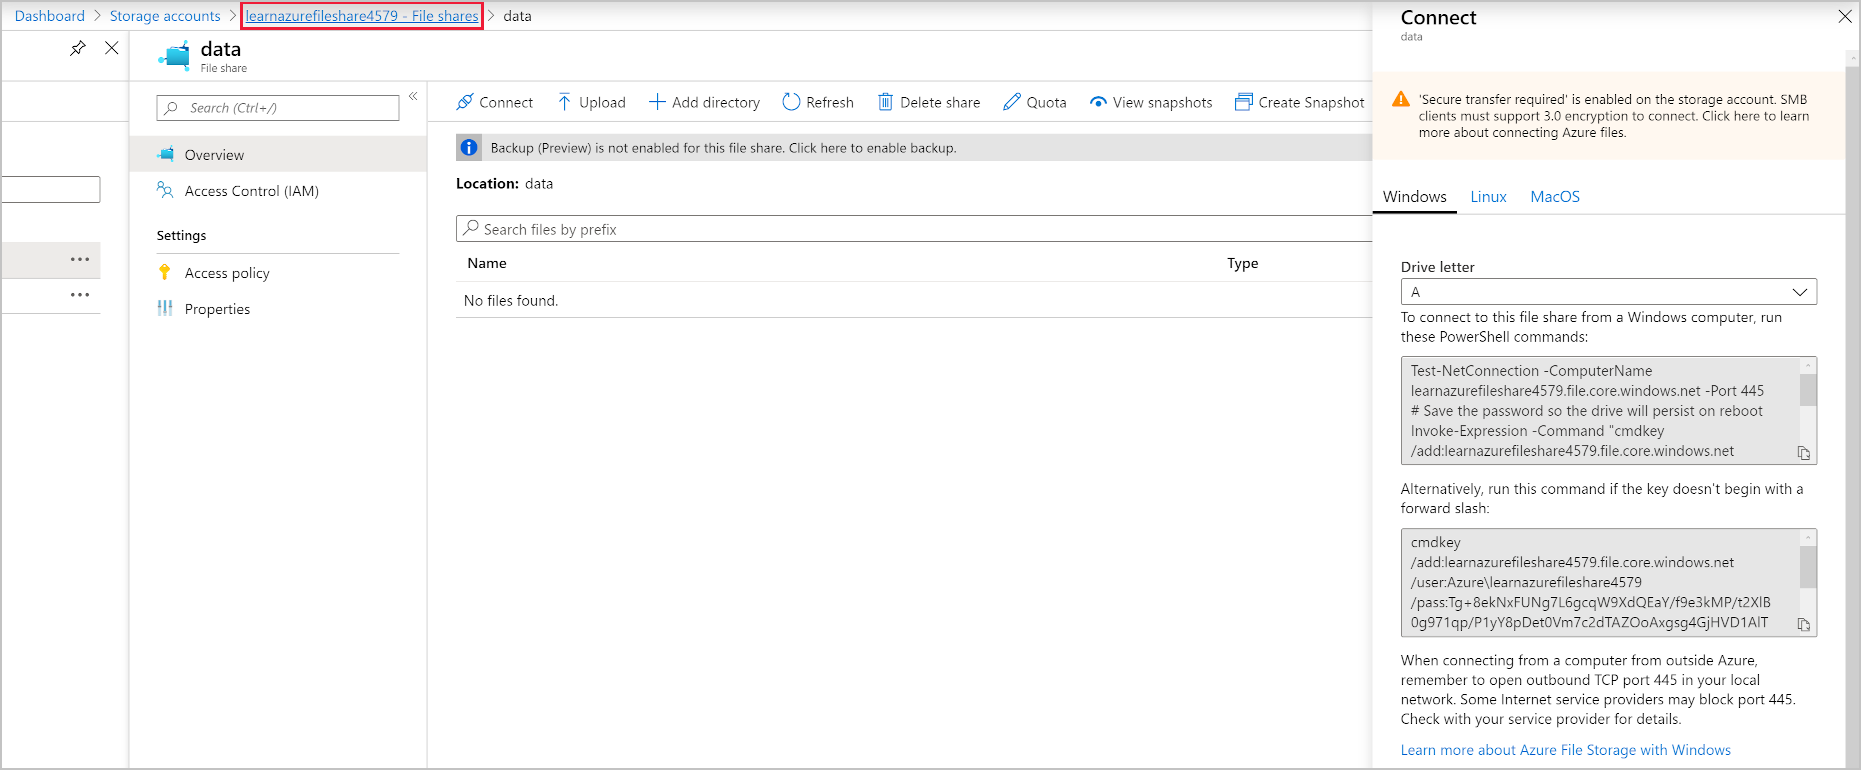 Dashboard > Storage accounts > learnazurefileshare4579 - File shares > data
data
File share
Search (Ctrl+/)
Overview
Access Control (IAM)
Settings
Access policy
Properties
Connect Upload Add directory Refresh Delete share Quota View snapshots Create Snapshot
Backup (Preview) is not enabled for this file share. Click here to enable backup.
Location: data
Search files by prefix
Name Type
No files found.
Connect
data
'Secure transfer required' is enabled on the storage account. SMB
clients must support 3.0 encryption to connect. Click here to learn
more about connecting Azure files.
Windows Linux MacOS
Drive letter
A
To connect to this file share from a Windows computer, run
these PowerShell commands:
Test-NetConnection -ComputerName
learnazurefileshare4579.file.core.windows.net -Port 445
# Save the password so the drive will persist on reboot
Invoke-Expression -Command "cmdkey
/add:learnazurefileshare4579.file.core.windows.net
Alternatively, run this command if the key doesn't begin with a
forward slash:
cmdkey
/add:learnazurefileshare4579.file.core.windows.net
/user:Azure\learnazurefileshare4579
/pass:Tg+8ekNxFUNg7L6gcqW9XdQEaY/f9e3kMP/t2XlB
0g971qp/P1yY8pDet0Vm7c2dTAZOoAxgsg4GjHVD1AlT
When connecting from a computer from outside Azure,
remember to open outbound TCP port 445 in your local
network. Some Internet service providers may block port 445.
Check with your service provider for details.
Learn more about Azure File Storage with Windows